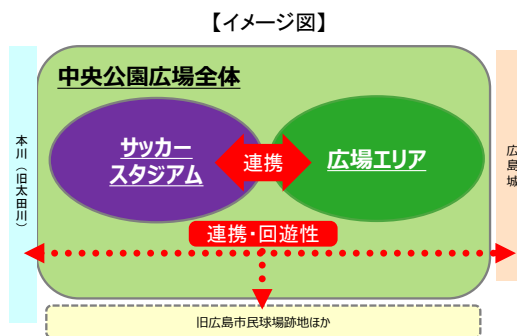 【イメージ図】
中央公園広場全体
サッカー
スタジアム
連携
広場エリア
本川（旧太田川）
広島城
連携・回遊性
旧広島市民球場跡地ほか